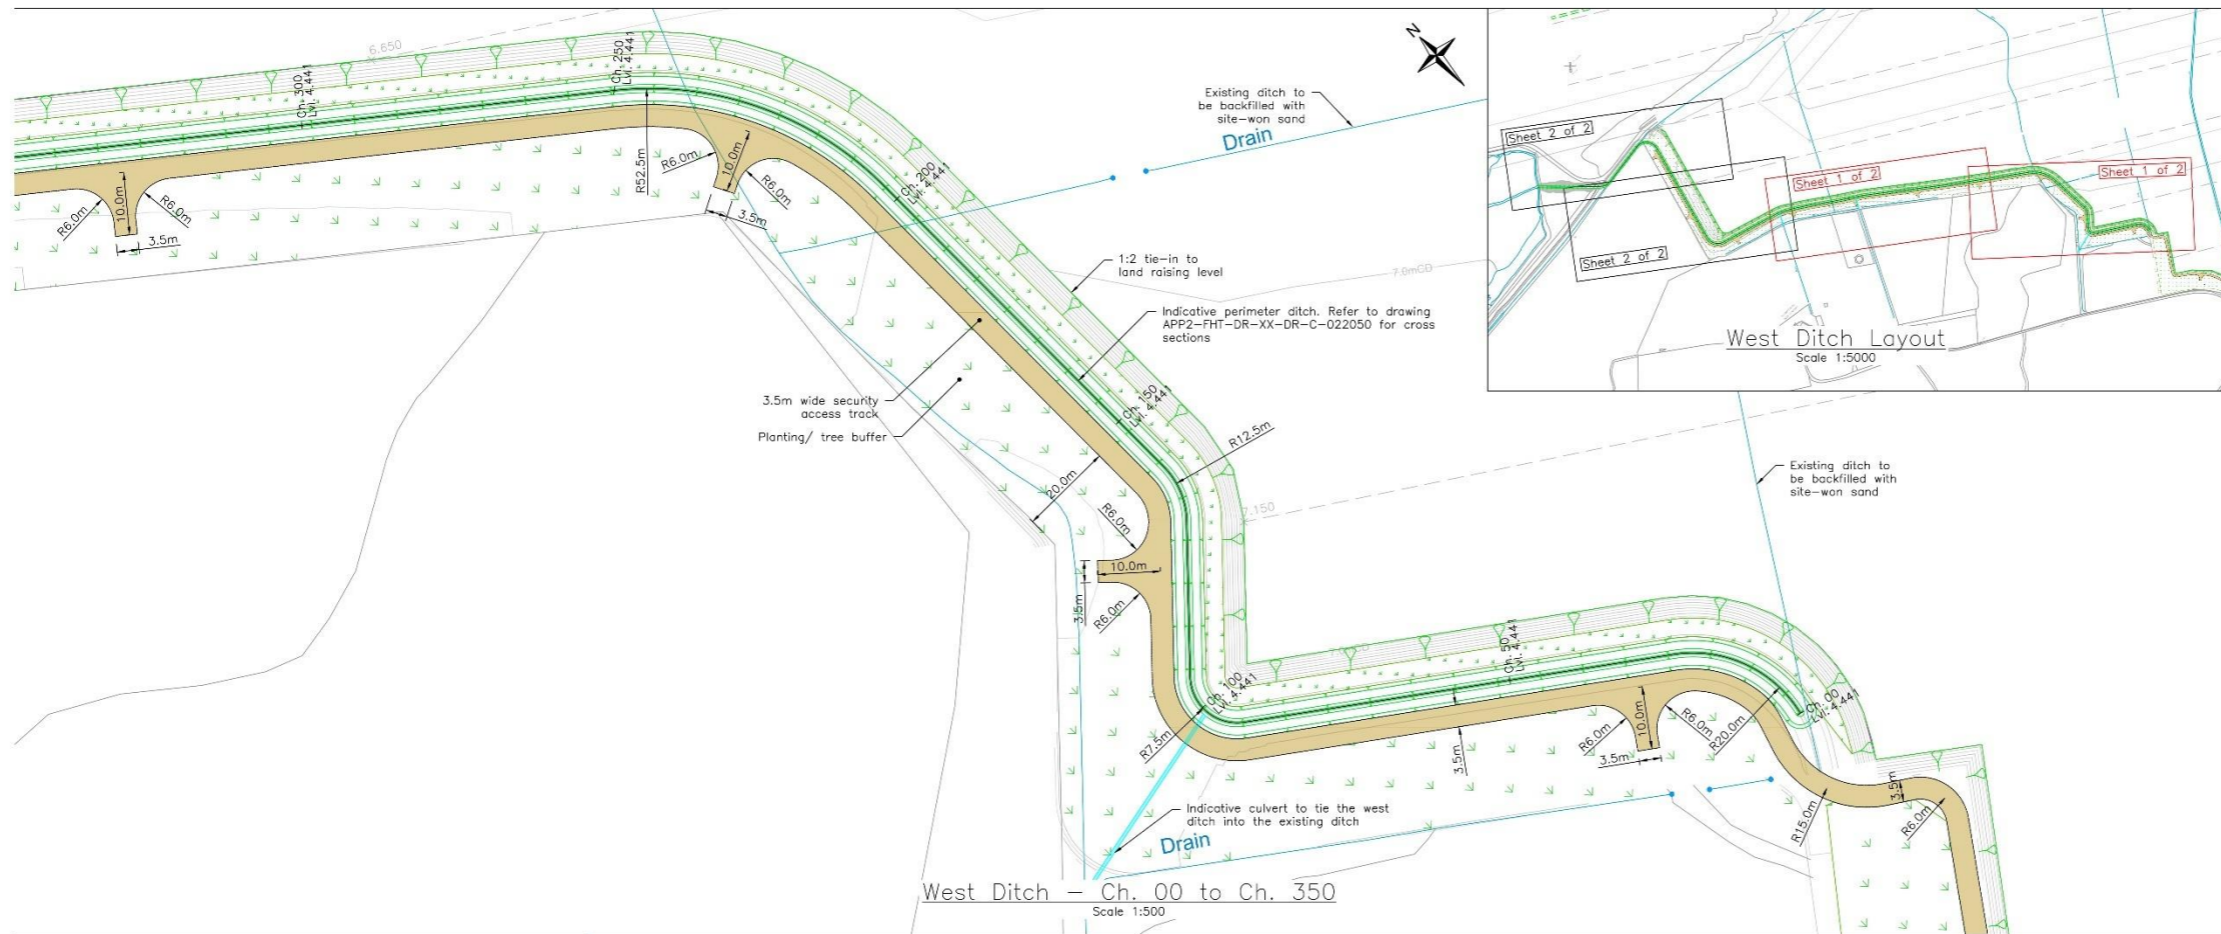 6.650
Ch. 300
Lvl. 4.441
Ch. 250
Lvl. 4.441
N
Existing ditch to
be backfilled with
site-won sand
Drain
R6.0m
10.0m
R6.0m
3.5m
R52.5m
R6.0m
10.0m
R6.0m
3.5m
Ch. 200
Lvl. 4.441
1:2 tie-in to
land raising level
7.0mCD
Indicative perimeter ditch. Refer to drawing
APP2-FHT-DR-XX-DR-C-022050 for cross
sections
3.5m wide security
access track
Planting/ tree buffer
Ch. 150
Lvl. 4.441
R12.5m
20.0m
7.150
R6.0m
10.0m
3.5m
R6.0m
Existing ditch to
be backfilled with
site-won sand
Ch. 100
Lvl. 4.441
R7.5m
Ch. 50
Lvl. 4.441
3.5m
R6.0m
10.0m
R6.0m
3.5m
R20.0m
Ch. 00
Lvl. 4.441
R15.0m
3.5m
R6.0m
Indicative culvert to tie the west
ditch into the existing ditch
Drain
West Ditch - Ch. 00 to Ch. 350
Scale 1:500
Sheet 2 of 2
Sheet 2 of 2
Sheet 1 of 2
Sheet 1 of 2
West Ditch Layout
Scale 1:5000